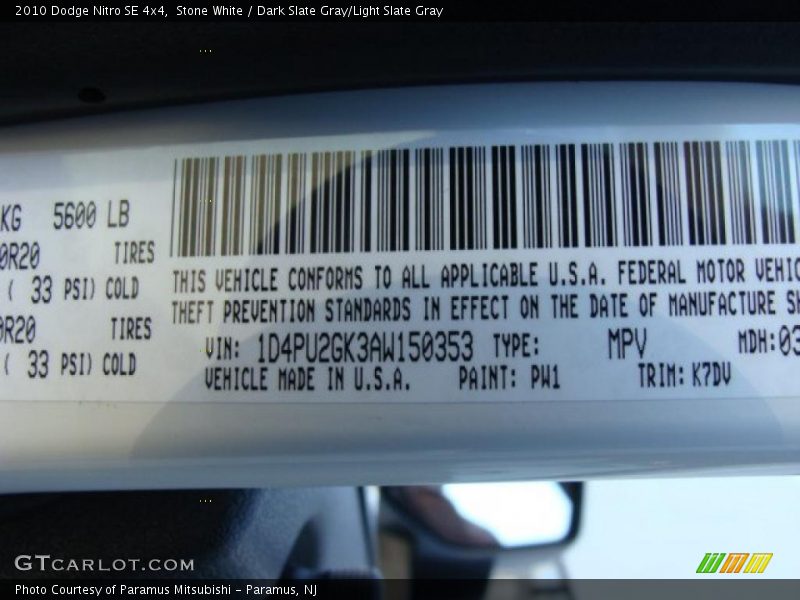 2010 Dodge Nitro SE 4x4,  Stone White / Dark Slate Gray/Light Slate Gray
KG 5600 LB
0R20 TIRES
( 33 PSI) COLD
0R20 TIRES
( 33 PSI) COLD
THIS VEHICLE CONFORMS TO ALL APPLICABLE U.S.A. FEDERAL MOTOR VEHIC
THEFT PREVENTION STANDARDS IN EFFECT ON THE DATE OF MANUFACTURE SH
VIN: 1D4PU2GK3AW150353 TYPE: MPV MDH:03
VEHICLE MADE IN U.S.A. PAINT: PW1 TRIM: K7DV
GTCARLOT.COM
Photo Courtesy of Paramus Mitsubishi - Paramus, NJ